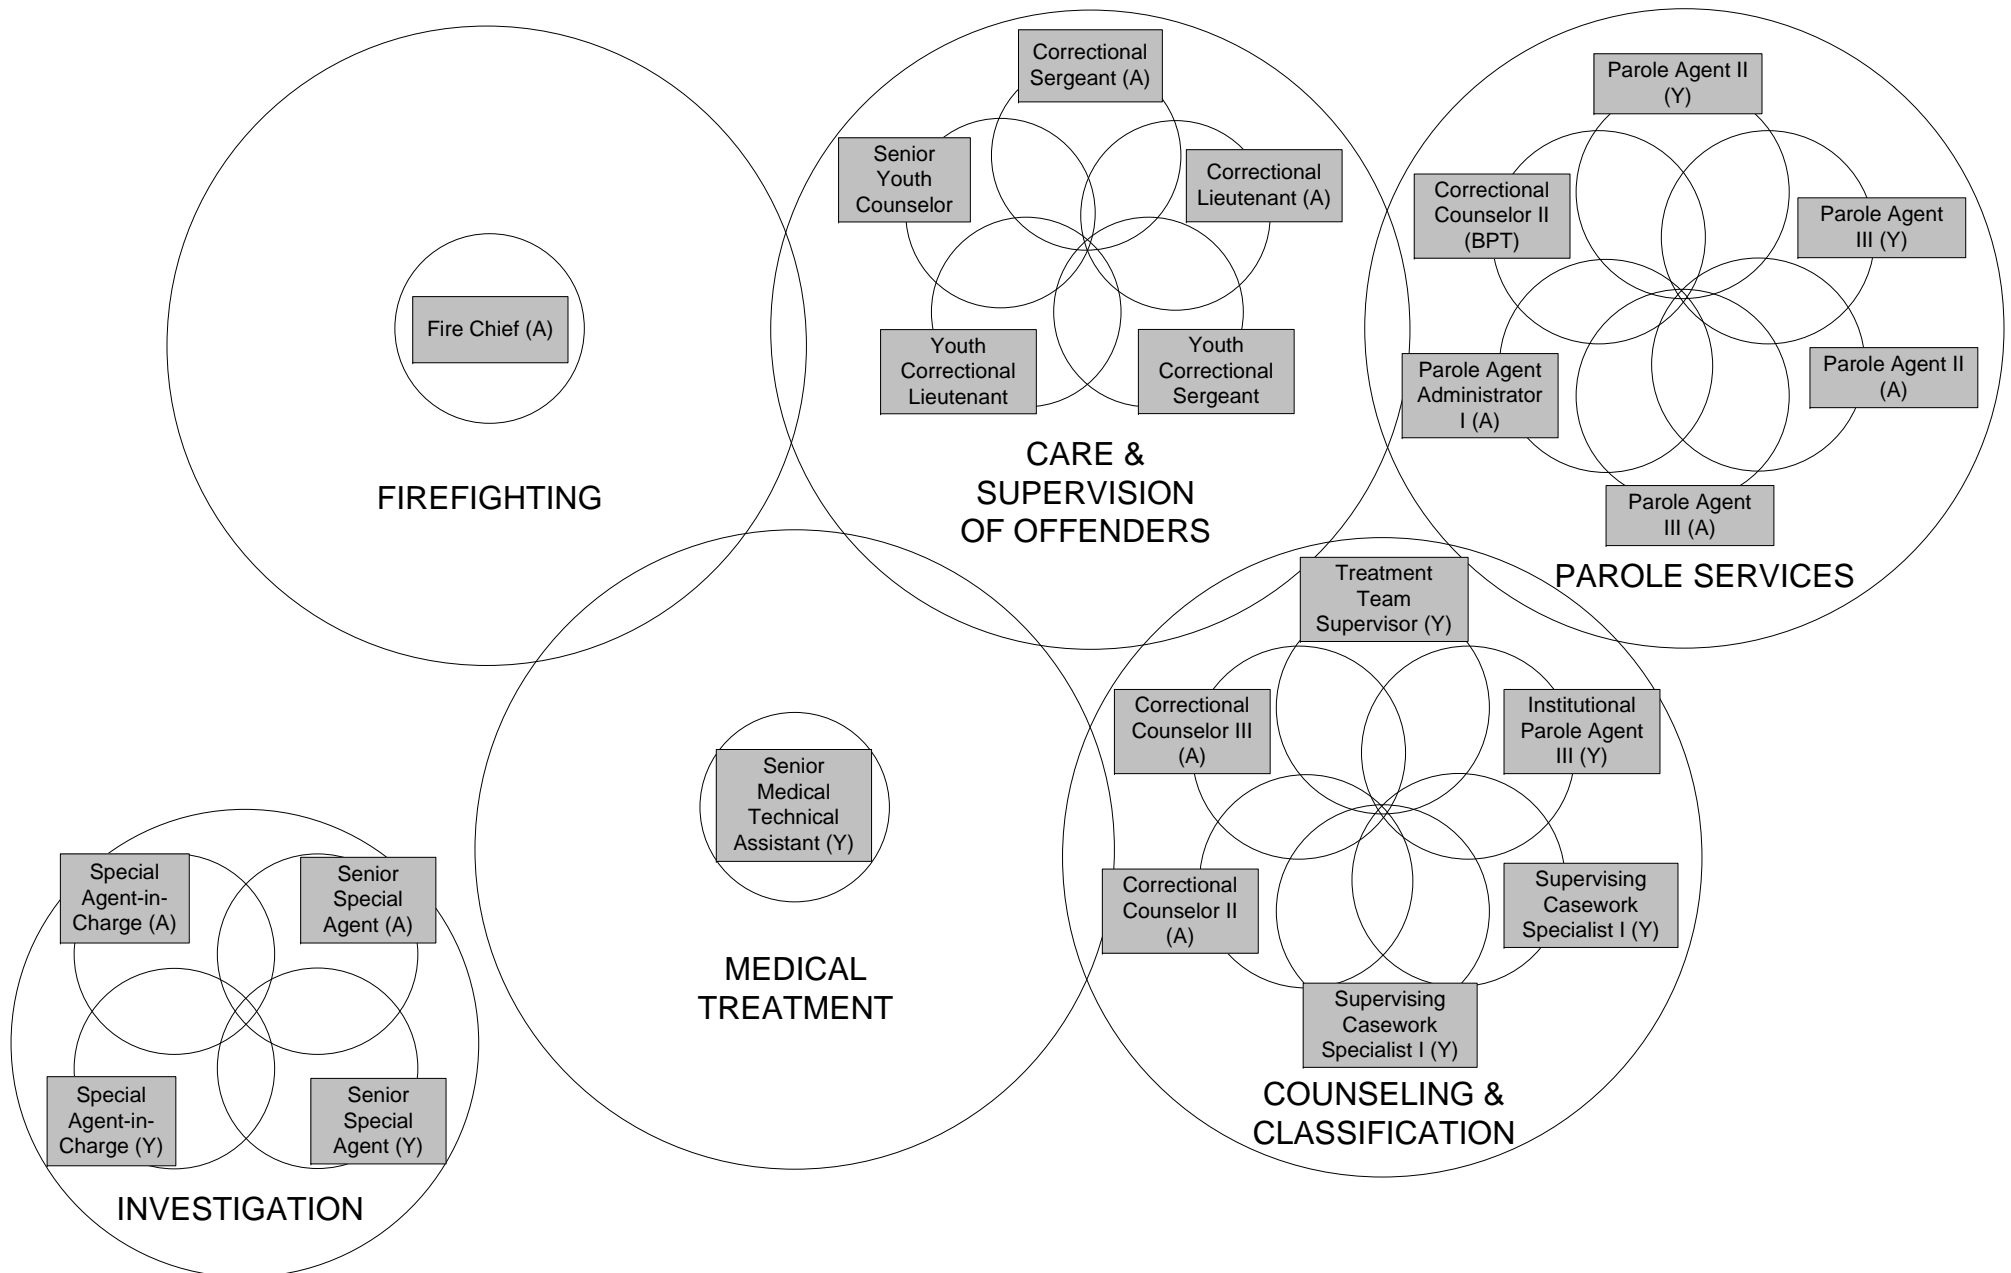 Fire Chief (A)
FIREFIGHTING
Correctional
Sergeant (A)
Senior
Youth
Counselor
Correctional
Lieutenant (A)
Youth
Correctional
Lieutenant
Youth
Correctional
Sergeant
CARE &
SUPERVISION
OF OFFENDERS
Parole Agent II
(Y)
Correctional
Counselor II
(BPT)
Parole Agent
III (Y)
Parole Agent
Administrator
I (A)
Parole Agent II
(A)
Parole Agent
III (A)
PAROLE SERVICES
Special
Agent-in-
Charge (A)
Senior
Special
Agent (A)
Special
Agent-in-
Charge (Y)
Senior
Special
Agent (Y)
INVESTIGATION
Senior
Medical
Technical
Assistant (Y)
MEDICAL
TREATMENT
Treatment
Team
Supervisor (Y)
Correctional
Counselor III
(A)
Institutional
Parole Agent
III (Y)
Correctional
Counselor II
(A)
Supervising
Casework
Specialist I (Y)
Supervising
Casework
Specialist I (Y)
COUNSELING &
CLASSIFICATION